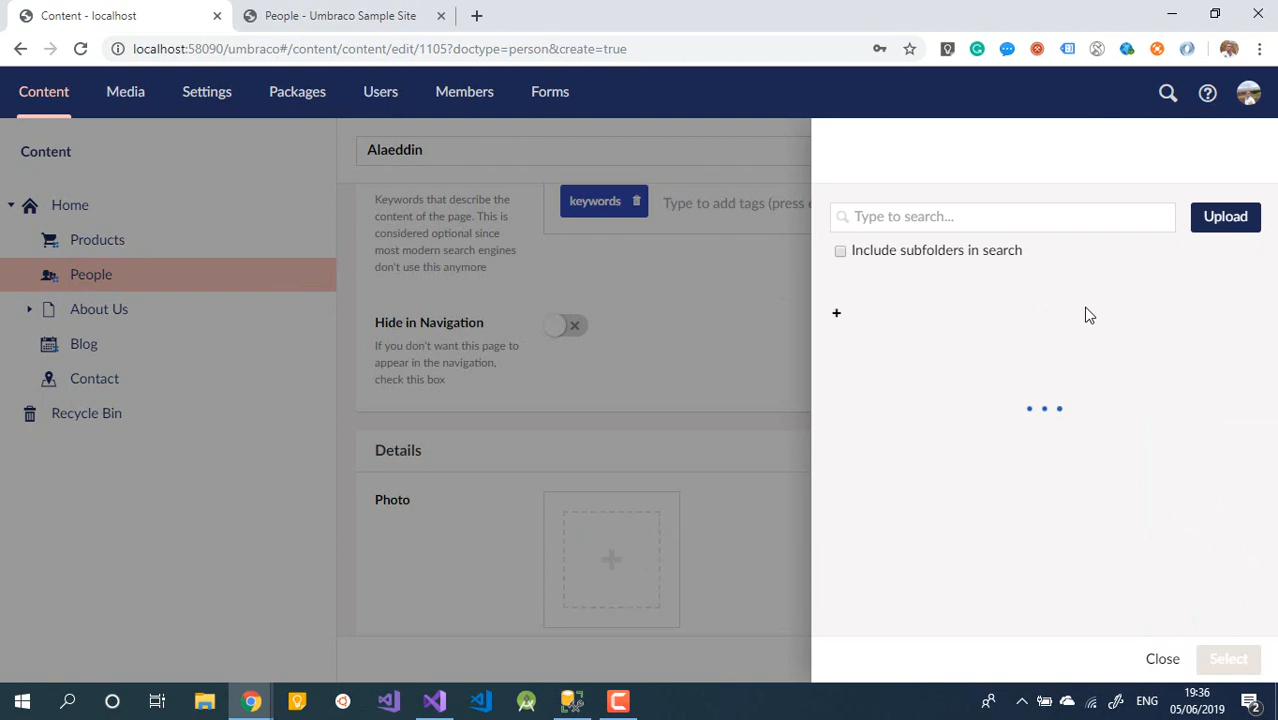 Content - localhost
People - Umbraco Sample Site
localhost:58090/umbraco#/content/content/edit/1105?doctype=person&create=true
Content Media Settings Packages Users Members Forms
Content
Home
Products
People
About Us
Blog
Contact
Recycle Bin
Alaeddin
Keywords that describe the
content of the page. This is
considered optional since
most modern search engines
don't use this anymore
keywords
Type to add tags (press e
Hide in Navigation
If you don't want this page to
appear in the navigation,
check this box
Details
Photo
Type to search...
Upload
Include subfolders in search
Close
Select
ENG
19:36
05/06/2019
2